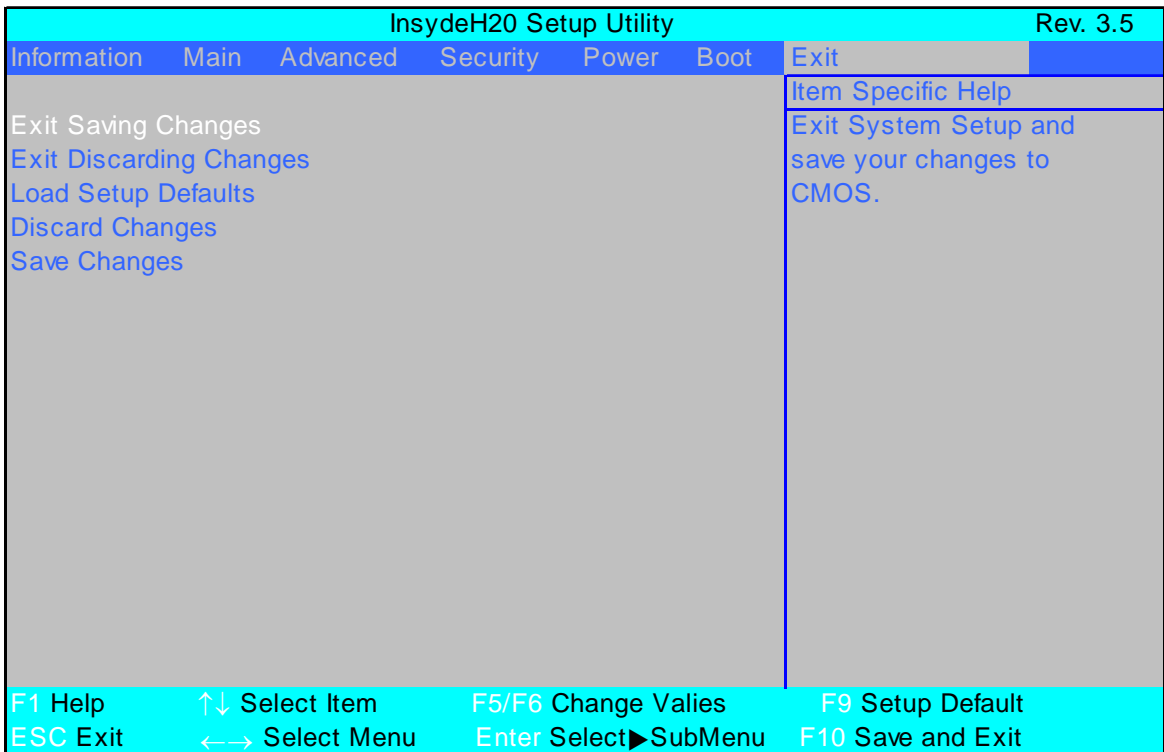 InsydeH20 Setup Utility Rev. 3.5
Information Main Advanced Security Power Boot Exit
Item Specific Help
Exit Saving Changes
Exit Discarding Changes
Load Setup Defaults
Discard Changes
Save Changes
Exit System Setup and
save your changes to
CMOS.
F1 Help ↑↓ Select Item F5/F6 Change Valies F9 Setup Default
ESC Exit ←→ Select Menu Enter Select▶SubMenu F10 Save and Exit